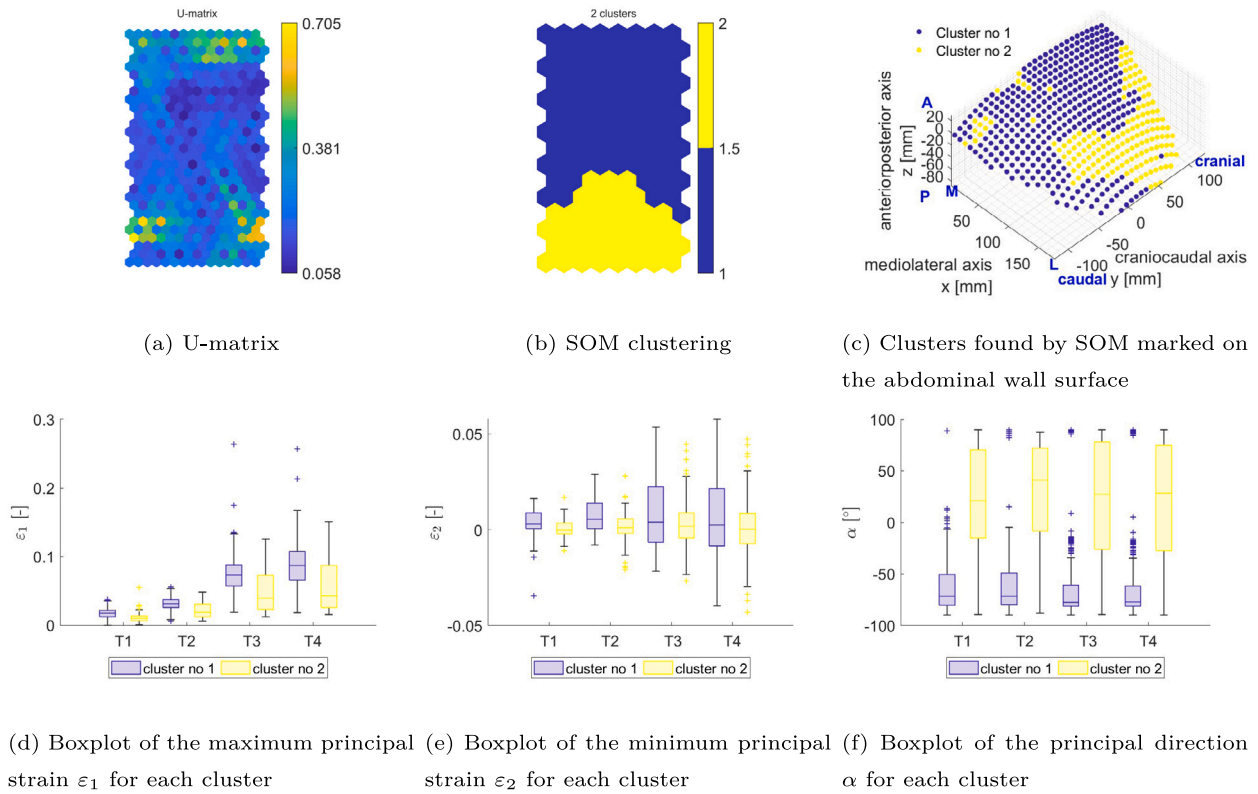 U-matrix
0.705
0.381
0.058
(a) U-matrix
2 clusters
2
1.5
1
(b) SOM clustering
Cluster no 1
Cluster no 2
A
P
M
L
cranial
caudal
anteriorposterior axis
z [mm]
20
0
-20
-40
-60
-80
50
100
150
mediolateral axis
x [mm]
-100
-50
0
50
100
craniocaudal axis
y [mm]
(c) Clusters found by SOM marked on
the abdominal wall surface
0.3
0.2
0.1
0
ε1 [-]
T1 T2 T3 T4
cluster no 1 cluster no 2
(d) Boxplot of the maximum principal
strain ε1 for each cluster
0.05
0
-0.05
ε2 [-]
T1 T2 T3 T4
cluster no 1 cluster no 2
(e) Boxplot of the minimum principal
strain ε2 for each cluster
100
50
0
-50
-100
α [°]
T1 T2 T3 T4
cluster no 1 cluster no 2
(f) Boxplot of the principal direction
α for each cluster